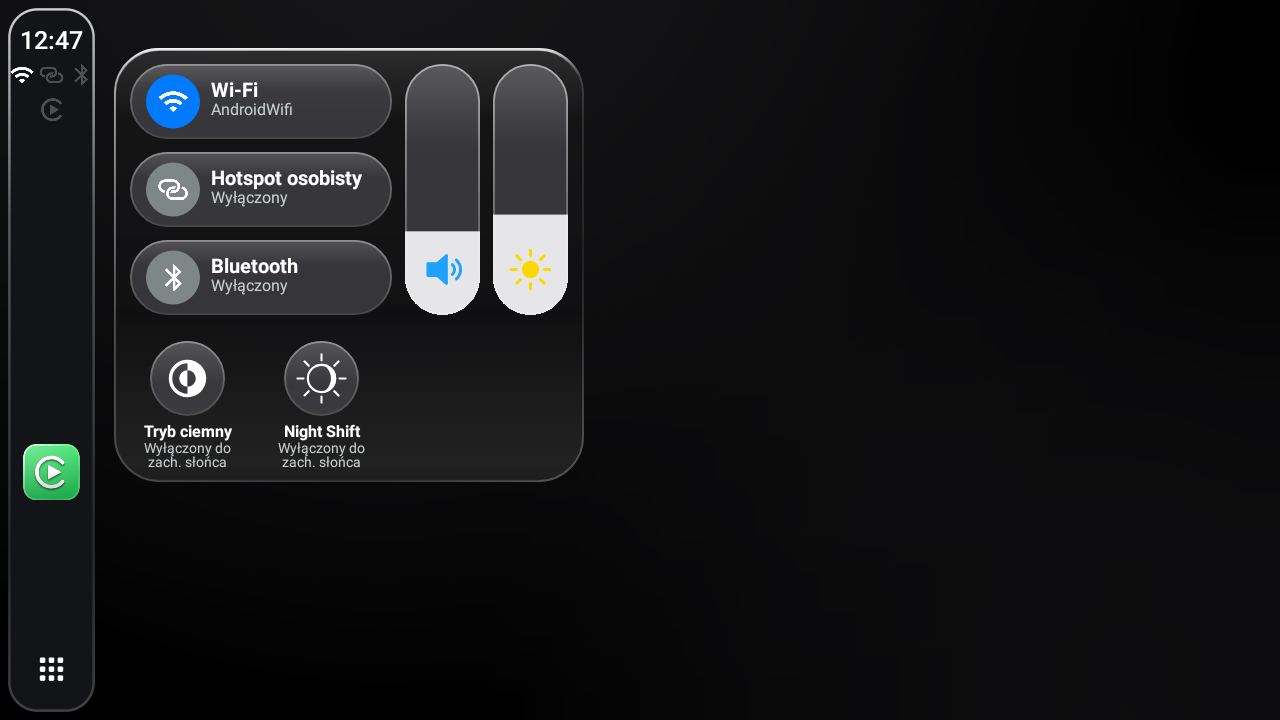 12:47
Wi-Fi
AndroidWifi
Hotspot osobisty
Wyłączony
Bluetooth
Wyłączony
Tryb ciemny
Wyłączony do
zach. słońca
Night Shift
Wyłączony do
zach. słońca